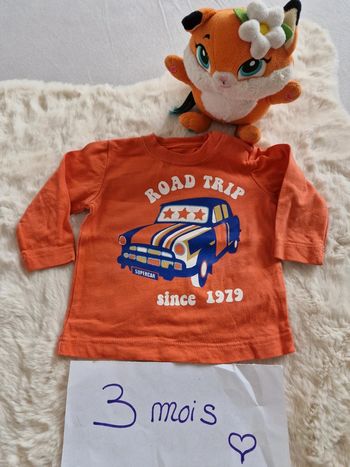 ROAD TRIP
SUPERCAR
since 1979
3 mois